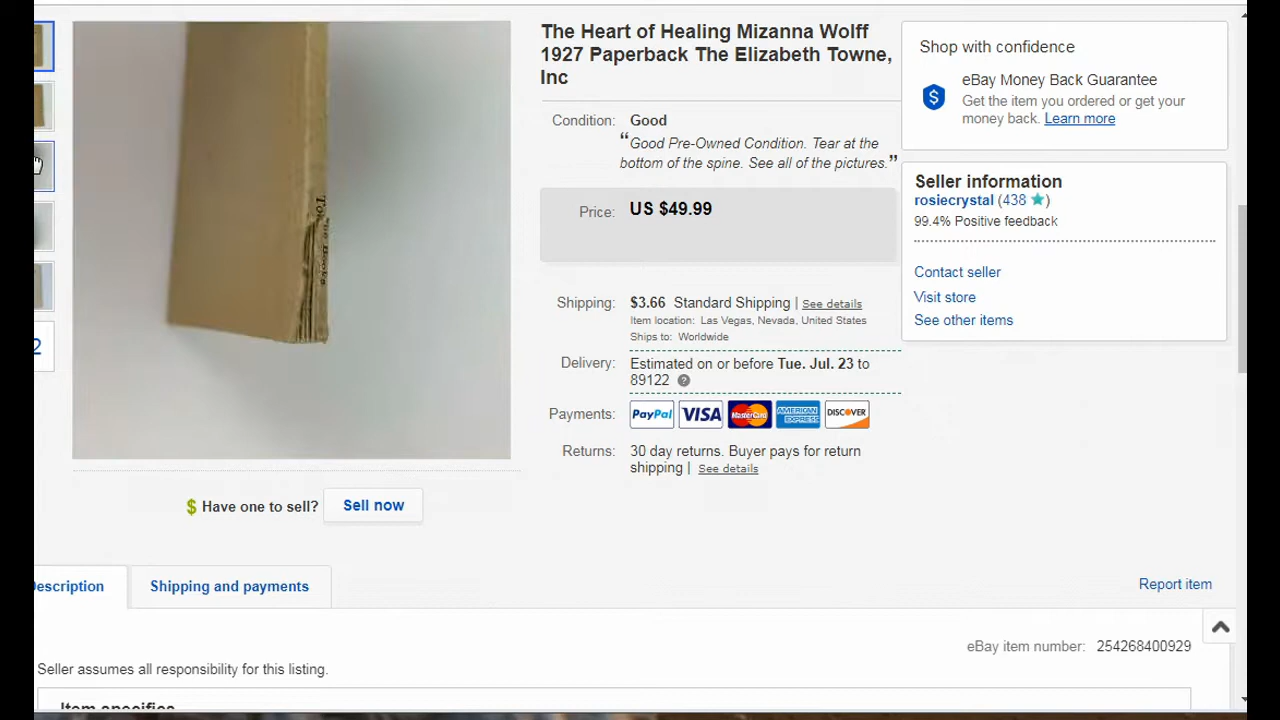 The Heart of Healing Mizanna Wolff
1927 Paperback The Elizabeth Towne,
Inc
Condition: Good
“Good Pre-Owned Condition. Tear at the
bottom of the spine. See all of the pictures.”
Price: US $49.99
Shipping: $3.66 Standard Shipping | See details
Item location: Las Vegas, Nevada, United States
Ships to: Worldwide
Delivery: Estimated on or before Tue. Jul. 23 to
89122 ?
Payments: PayPal VISA MasterCard AMERICAN EXPRESS DISCOVER
Returns: 30 day returns. Buyer pays for return
shipping | See details
Shop with confidence
$ eBay Money Back Guarantee
Get the item you ordered or get your
money back. Learn more
Seller information
rosiecrystal (438 ★)
99.4% Positive feedback
Contact seller
Visit store
See other items
2
$ Have one to sell? Sell now
Description Shipping and payments
Report item
eBay item number: 254268400929
Seller assumes all responsibility for this listing.
Item specifics